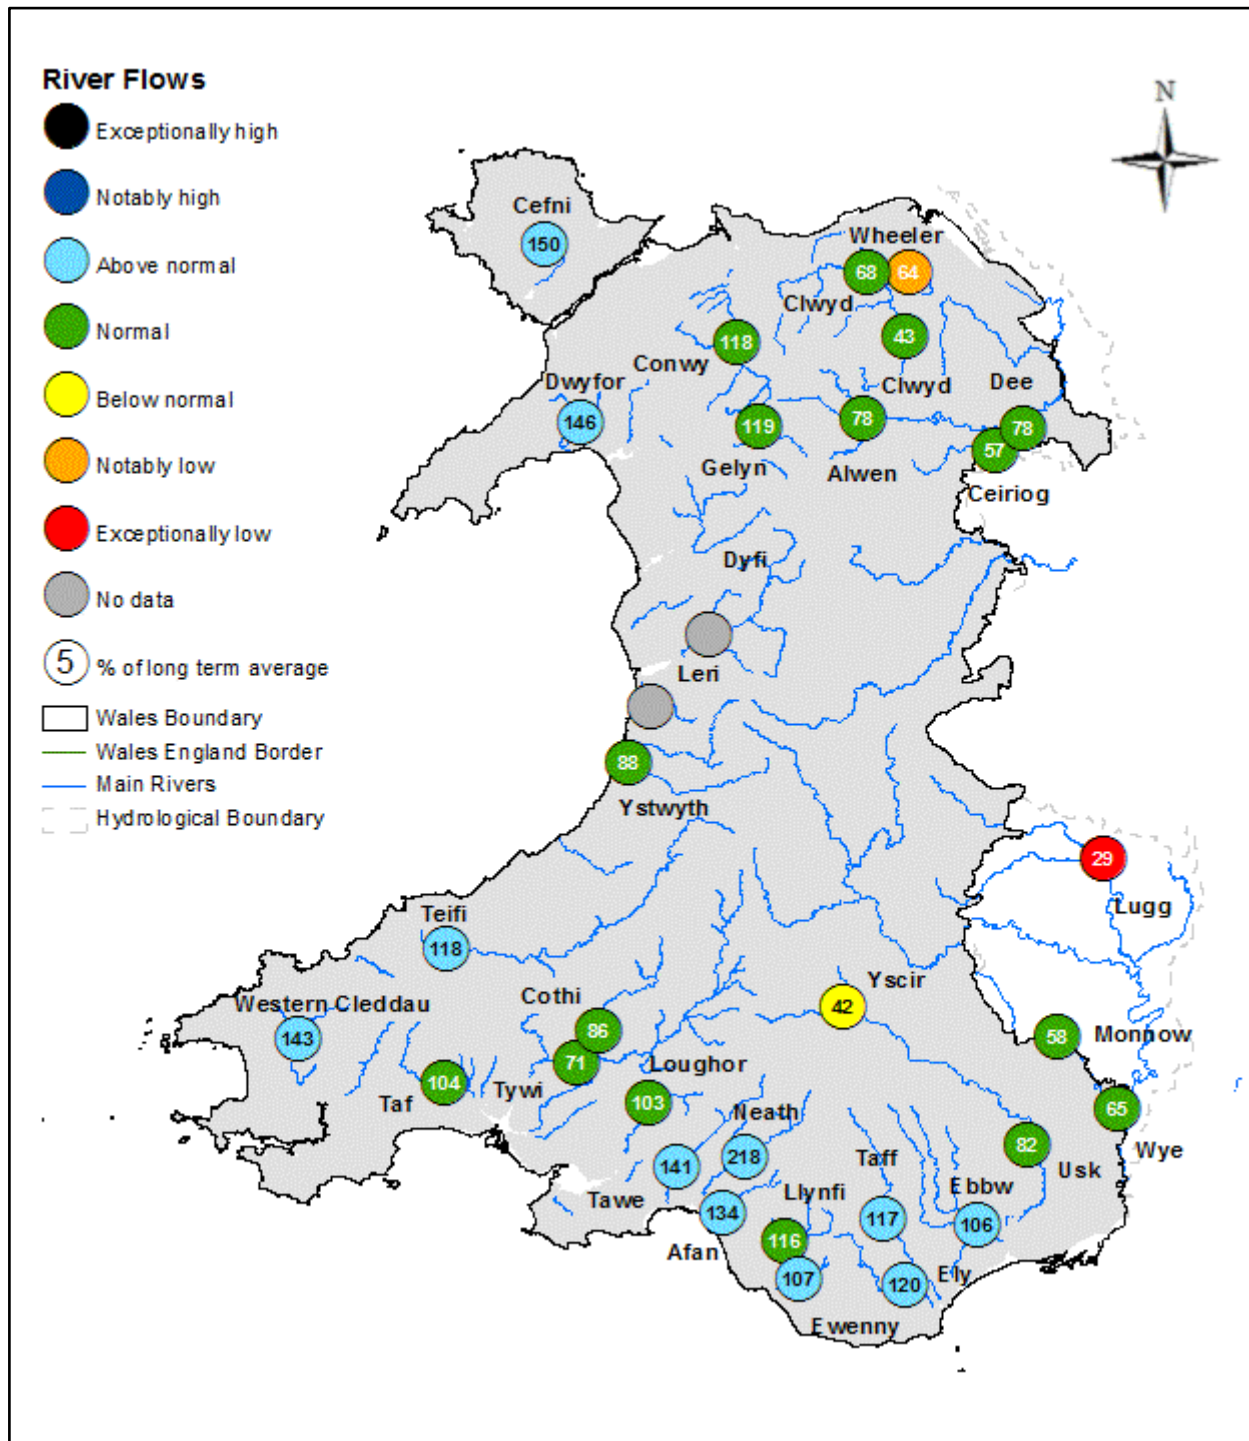 River Flows
Exceptionally high
Notably high
Above normal
Normal
Below normal
Notably low
Exceptionally low
No data
5 % of long term average
Wales Boundary
Wales England Border
Main Rivers
Hydrological Boundary
N
Cefni
150
Wheeler
68
64
Clwyd
43
Clwyd
118
Conwy
Dwyfor
146
119
Gelyn
78
Alwen
Dee
78
57
Ceiriog
Dyfi
Leri
88
Ystwyth
29
Lugg
Teifi
118
Western Cleddau
143
Cothi
86
71
Tywi
104
Taf
Yscir
42
58
Monnow
65
Wye
Loughor
103
Neath
218
141
Tawe
134
Afan
Llynfi
116
107
Ewenny
Taff
117
Ebbw
106
120
Ely
82
Usk